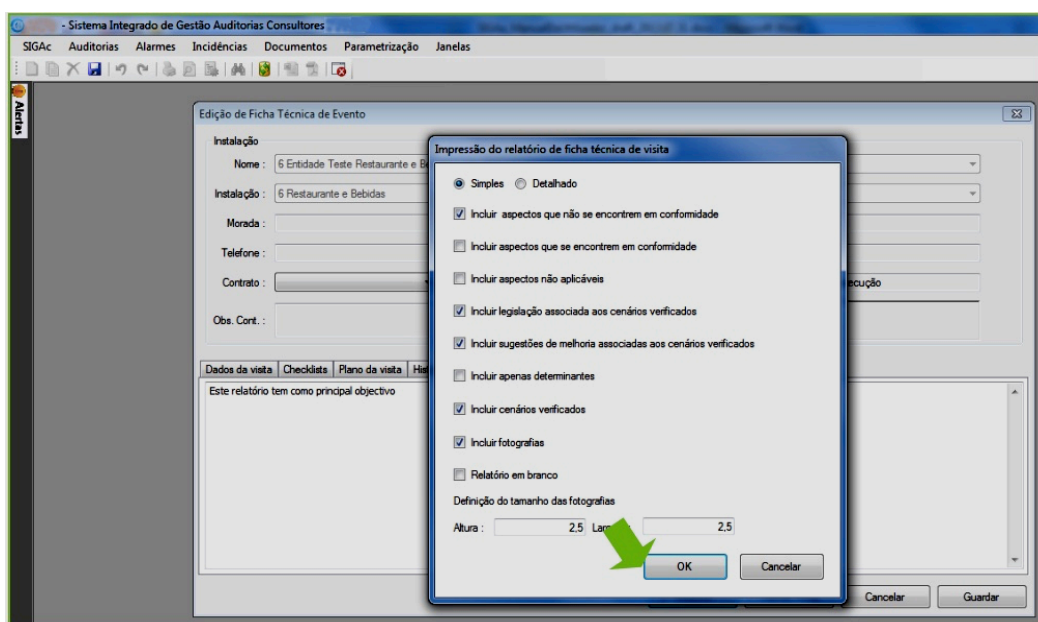 - Sistema Integrado de Gestão Auditorias Consultores
SIGAc Auditorias Alarmes Incidências Documentos Parametrização Janelas
Alertas
Edição de Ficha Técnica de Evento
Instalação
Nome : 6 Entidade Teste Restaurante e
Instalação : 6 Restaurante e Bebidas
Morada :
Telefone :
Contrato :
Obs. Cont. :
Dados da visita Checklists Plano da visita
Este relatório tem como principal objectivo
Impressão do relatório de ficha técnica de visita
Simples Detalhado
Incluir aspectos que não se encontrem em conformidade
Incluir aspectos que se encontrem em conformidade
Incluir aspectos não aplicáveis
Incluir legislação associada aos cenários verificados
Incluir sugestões de melhoria associadas aos cenários verificados
Incluir apenas determinantes
Incluir cenários verificados
Incluir fotografias
Relatório em branco
Definição do tamanho das fotografias
Altura : 2,5 2,5
OK Cancelar
Cancelar Guardar